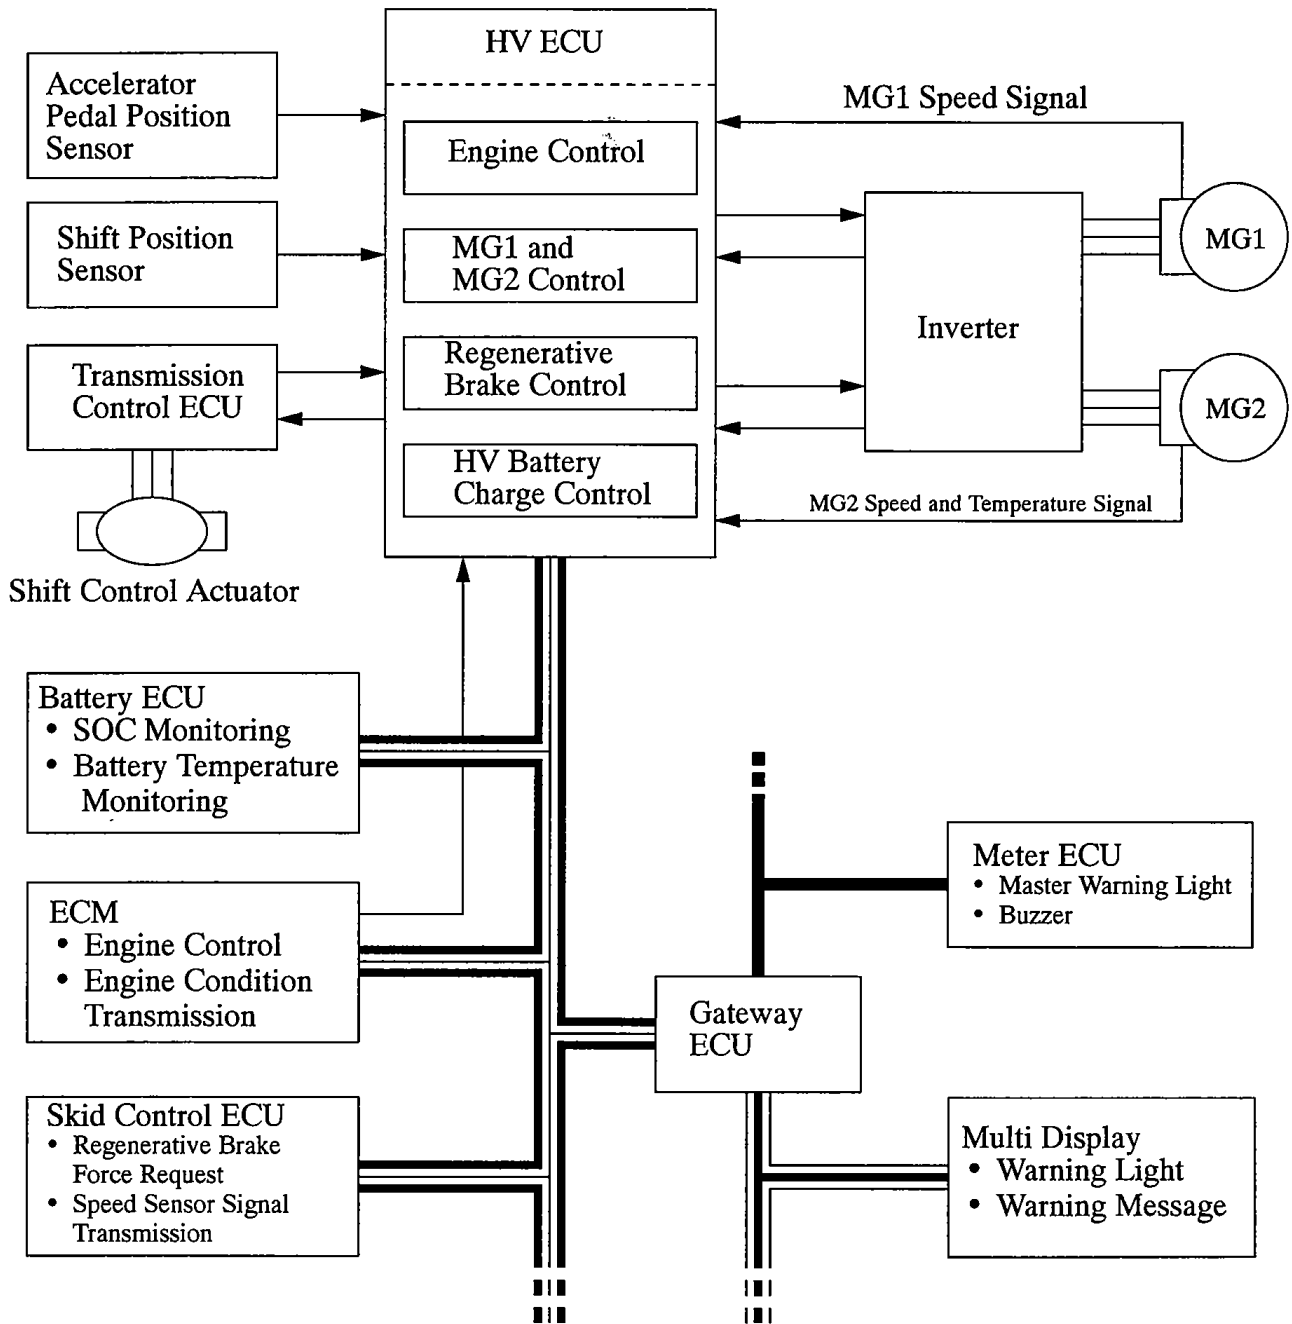 HV ECU
Accelerator
Pedal Position
Sensor
Shift Position
Sensor
Transmission
Control ECU
Shift Control Actuator
Engine Control
MG1 and
MG2 Control
Regenerative
Brake Control
HV Battery
Charge Control
MG1 Speed Signal
Inverter
MG1
MG2
MG2 Speed and Temperature Signal
Battery ECU
• SOC Monitoring
• Battery Temperature
Monitoring
ECM
• Engine Control
• Engine Condition
Transmission
Skid Control ECU
• Regenerative Brake
Force Request
• Speed Sensor Signal
Transmission
Gateway
ECU
Meter ECU
• Master Warning Light
• Buzzer
Multi Display
• Warning Light
• Warning Message